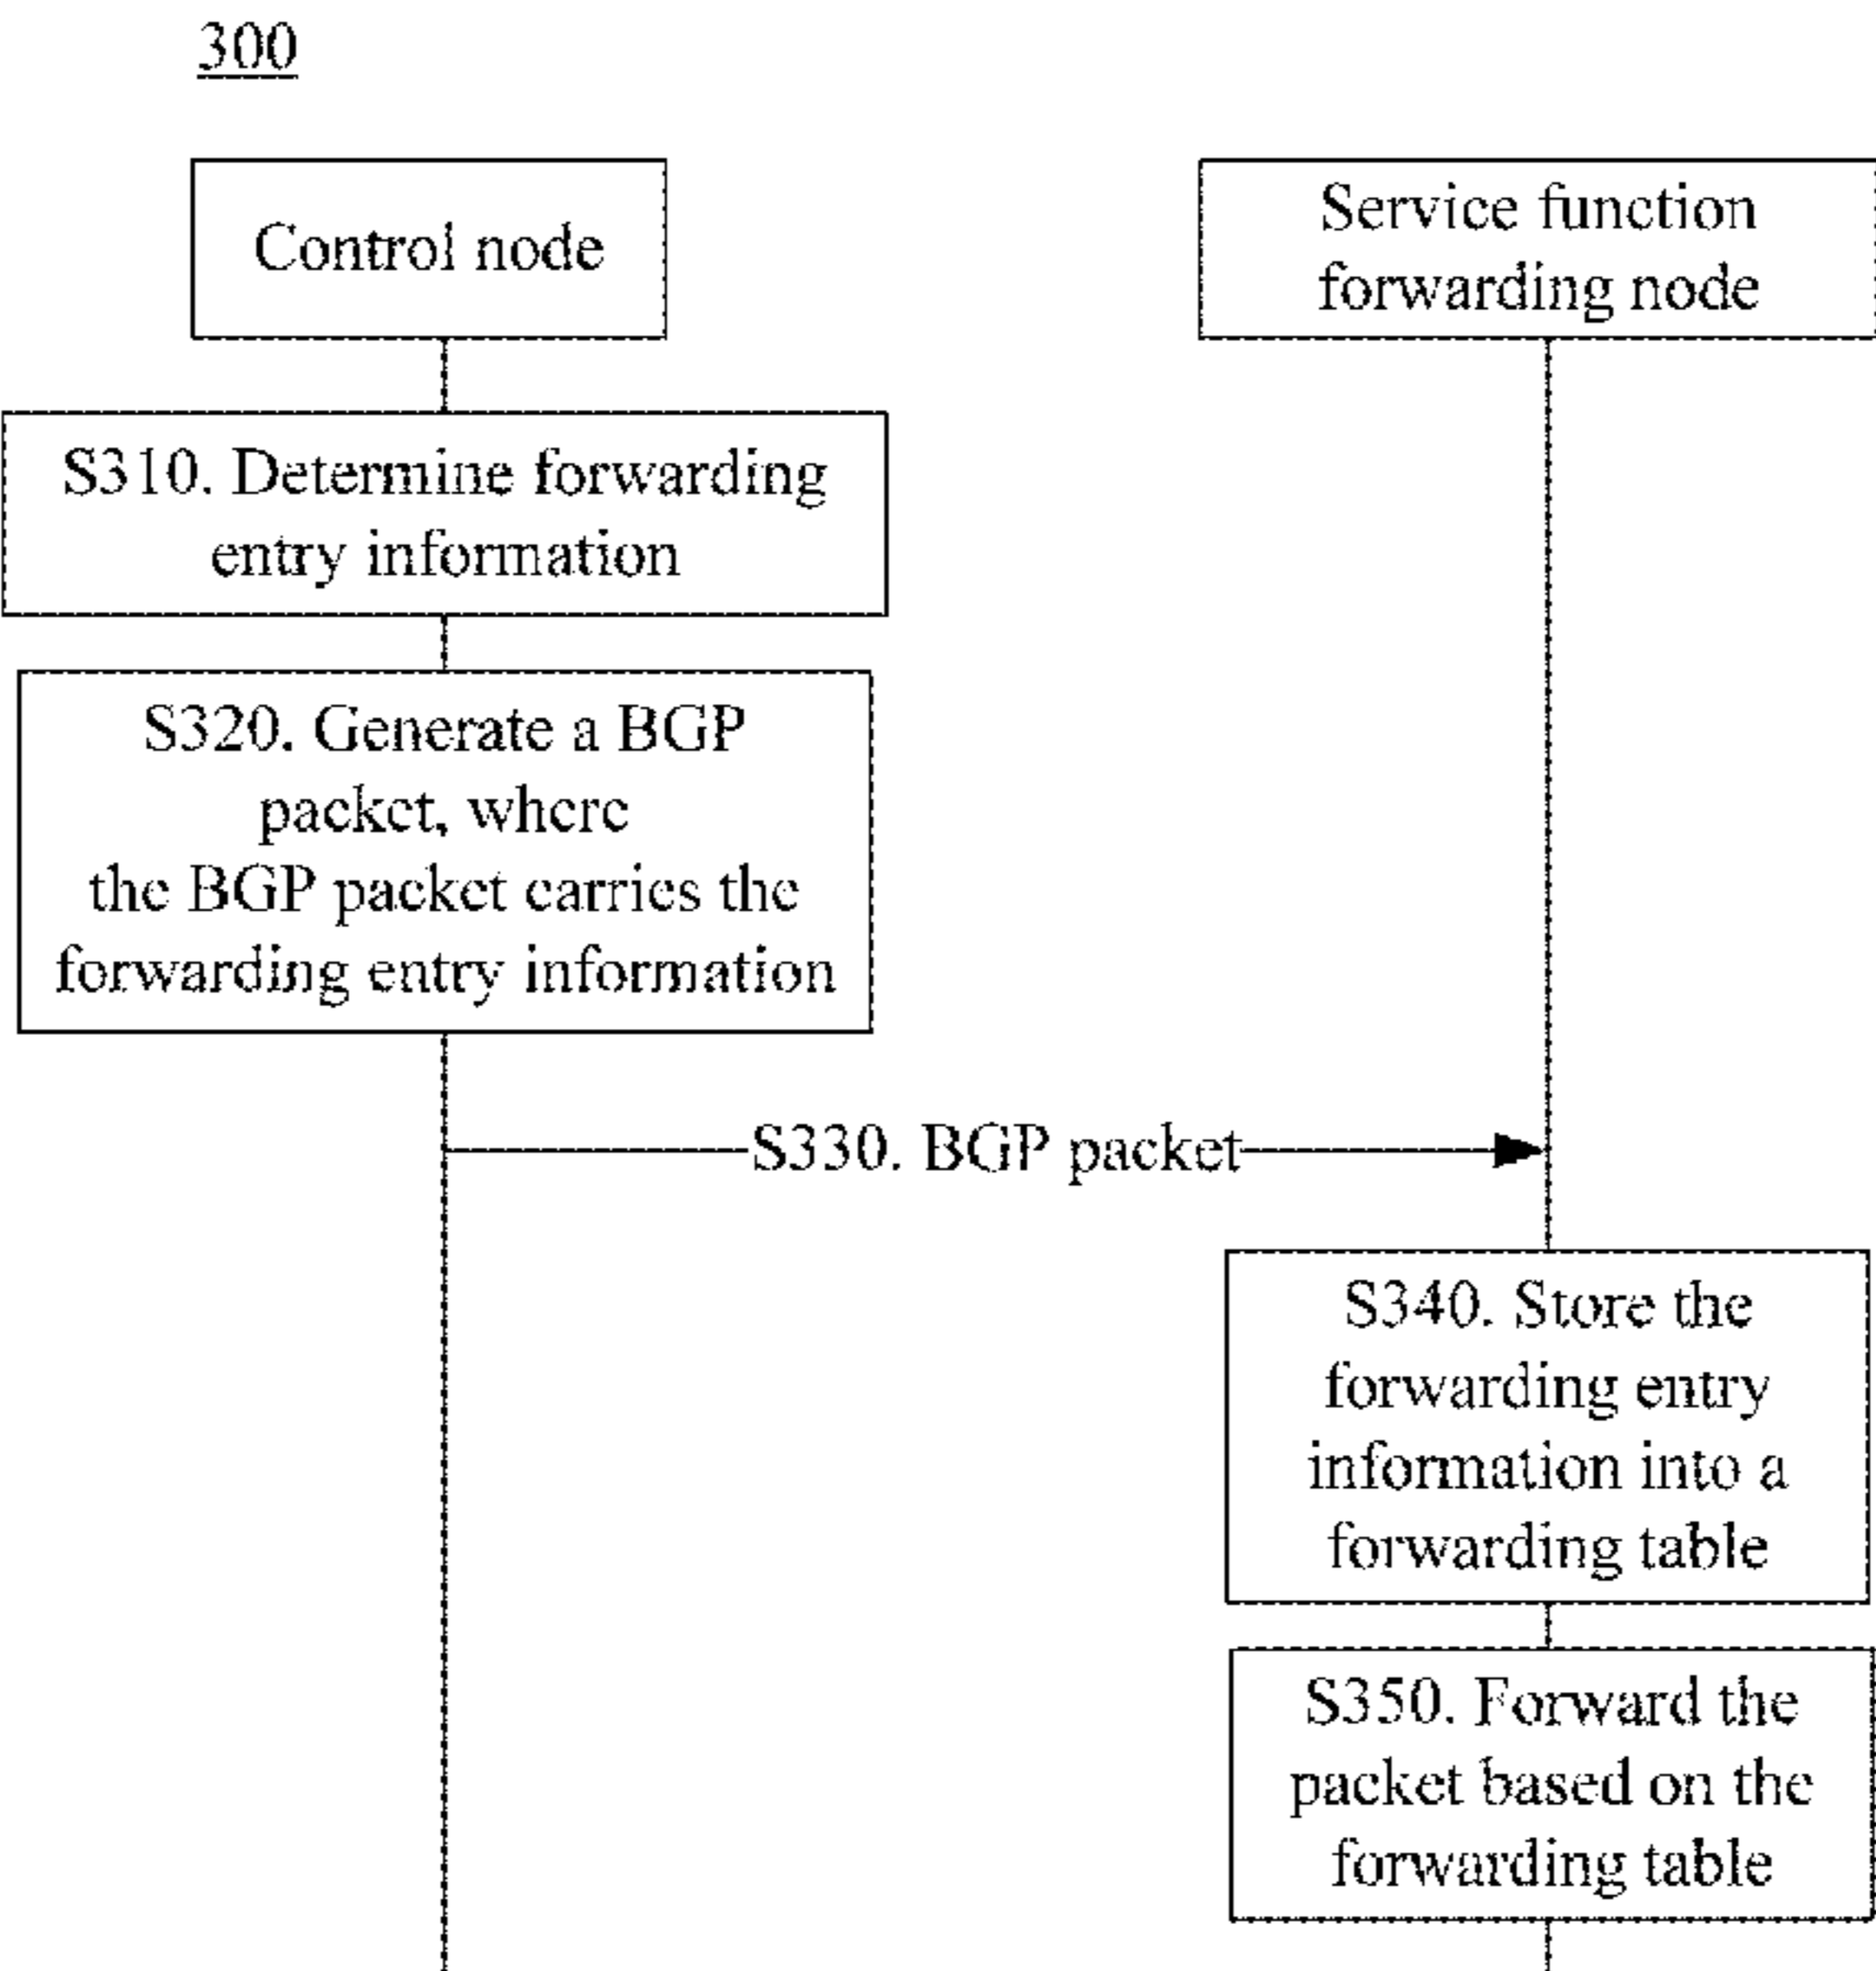 300
Control node
Service function
forwarding node
S310. Determine forwarding
entry information
S320. Generate a BGP
packet, where
the BGP packet carries the
forwarding entry information
S330. BGP packet
S340. Store the
forwarding entry
information into a
forwarding table
S350. Forward the
packet based on the
forwarding table